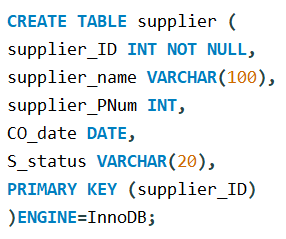 CREATE TABLE supplier (
supplier_ID INT NOT NULL,
supplier_name VARCHAR(100),
supplier_PNum INT,
CO_date DATE,
S_status VARCHAR(20),
PRIMARY KEY (supplier_ID)
)ENGINE=InnoDB;